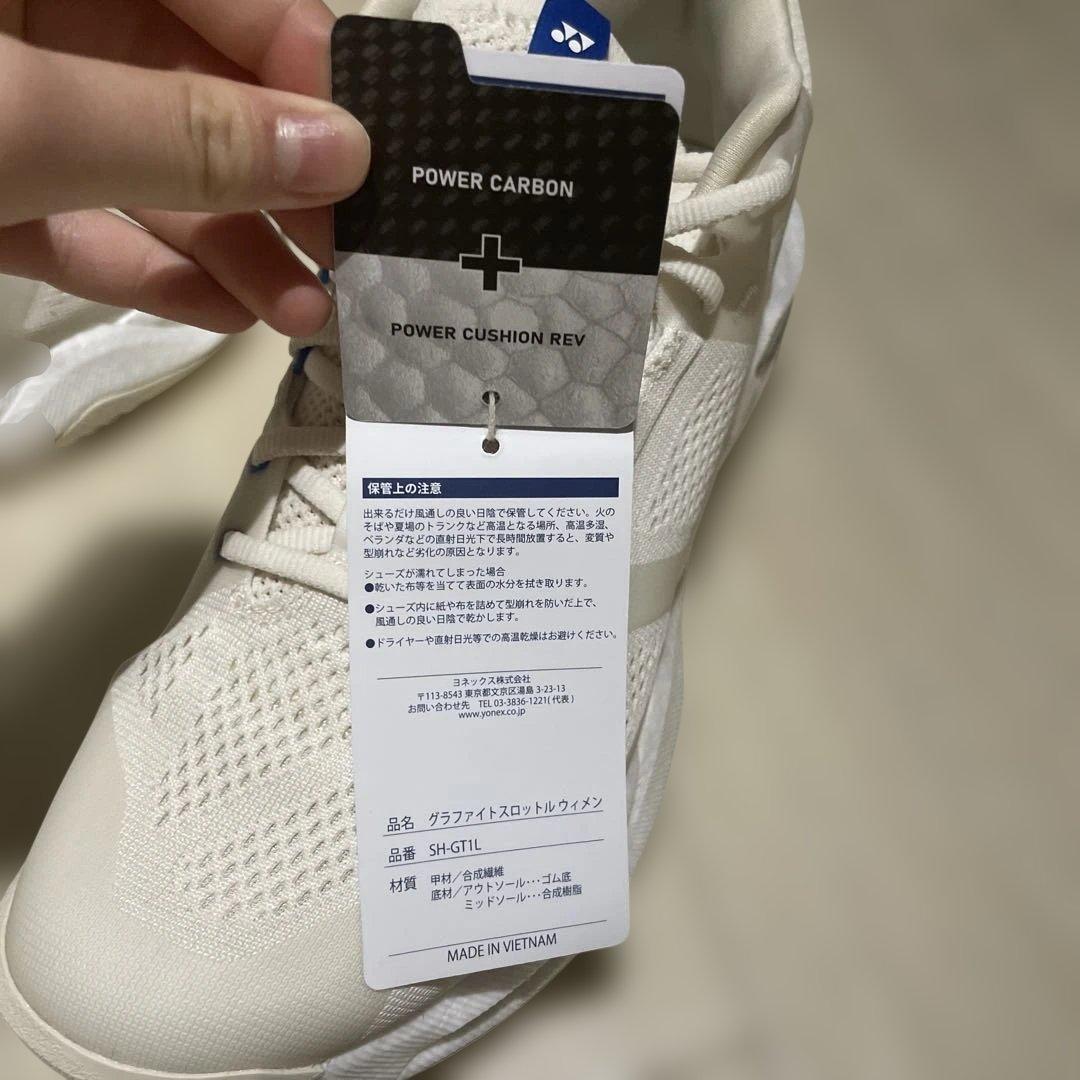 POWER CARBON
POWER CUSHION REV
保管上の注意
出来るだけ風通しの良い日陰で保管してください。火の
そばや夏場のトランクなど高温となる場所、高温多湿、
ベランダなどの直射日光下で長時間放置すると、変質や
型崩れなど劣化の原因となります。
シューズが濡れてしまった場合
●乾いた布等を当てて表面の水分を拭き取ります。
●シューズ内に紙や布を詰めて型崩れを防いだ上で、
風通しの良い日陰で乾かします。
●ドライヤーや直射日光等での高温乾燥はお避けください。
ヨネックス株式会社
〒113-8543 東京都文京区湯島 3-23-13
お問い合わせ先 TEL 03-3836-1221(代表)
www.yonex.co.jp
品名 グラファイトスロットル ウィメン
品番 SH-GT1L
材質 甲材／合成繊維
底材／アウトソール･･･ゴム底
ミッドソール･･･合成樹脂
MADE IN VIETNAM